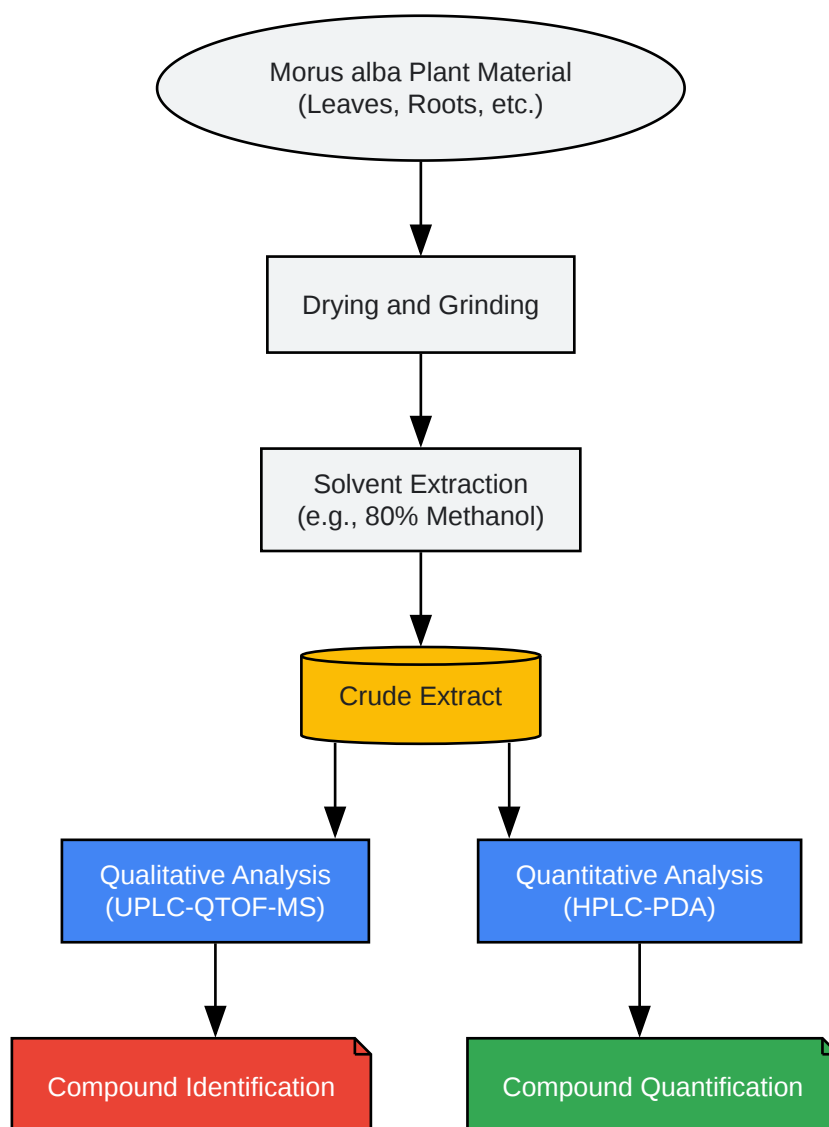 Morus alba Plant Material
(Leaves, Roots, etc.)
Drying and Grinding
Solvent Extraction
(e.g., 80% Methanol)
Crude Extract
Qualitative Analysis
(UPLC-QTOF-MS)
Quantitative Analysis
(HPLC-PDA)
Compound Identification
Compound Quantification